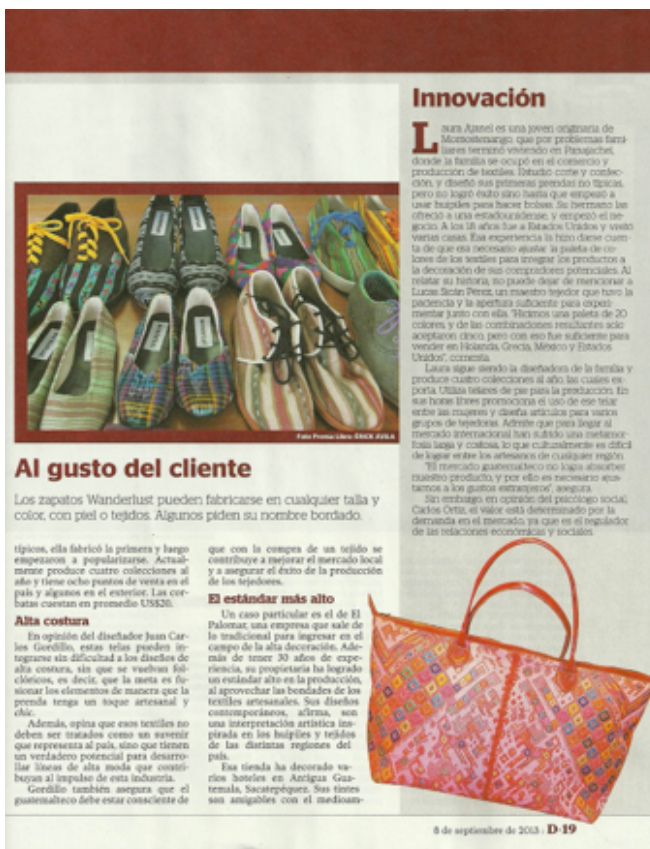 Innovación
Laura Ajanel es una joven originaria de
Momostenango, que por problemas fami-
liares terminó viviendo en Panajachel,
donde la familia se ocupó en el comercio y
producción de textiles. Estudió corte y confec-
ción, y diseñó sus primeras prendas no típicas,
pero no logró éxito sino hasta que empezó a
usar huipiles para hacer bolsas. Su hermano las
ofreció a una estadounidense, y empezó el ne-
gocio. A los 18 años fue a Estados Unidos y visitó
varias casas. Esa experiencia la hizo darse cuen-
ta de que era necesario ajustar la paleta de co-
lores de los textiles para integrar los productos a
la decoración de sus compradores potenciales. Al
relatar su historia, no puede dejar de mencionar a
Lucas Sicán Pérez, un maestro tejedor que tuvo la
paciencia y la apertura suficiente para experi-
mentar junto con ella. "Hicimos una paleta de 20
colores, y de las combinaciones resultantes solo
aceptaron cinco, pero con eso fue suficiente para
vender en Holanda, Grecia, México y Estados
Unidos", comenta.
Laura sigue siendo la diseñadora de la familia y
produce cuatro colecciones al año, las cuales ex-
porta. Utiliza telares de pie para la producción. En
sus horas libres promociona el uso de ese telar
entre las mujeres y diseña artículos para varios
grupos de tejedoras. Admite que para llegar al
mercado internacional han sufrido una metamor-
fosis larga y costosa, lo que culturalmente es difícil
de lograr entre los artesanos de cualquier región.
"El mercado guatemalteco no logra absorber
nuestro producto, y por ello es necesario ajus-
tarnos a los gustos extranjeros", asegura.
Sin embargo, en opinión del psicólogo social
Carlos Ortiz, el valor está determinado por la
demanda en el mercado, ya que es el regulador
de las relaciones económicas y sociales.
Foto Prensa Libre: ÉRICK ÁVILA
Al gusto del cliente
Los zapatos Wanderlust pueden fabricarse en cualquier talla y
color, con piel o tejidos. Algunos piden su nombre bordado.
típicos, ella fabricó la primera y luego
empezaron a popularizarse. Actual-
mente produce cuatro colecciones al
año y tiene ocho puntos de venta en el
país y algunos en el exterior. Las cor-
batas cuestan en promedio US$20.
Alta costura
En opinión del diseñador Juan Car-
los Gordillo, estas telas pueden in-
tegrarse sin dificultad a los diseños de
alta costura, sin que se vuelvan fol-
clóricos, es decir, que la meta es fu-
sionar los elementos de manera que la
prenda tenga un toque artesanal y
chic.
Además, opina que esos textiles no
deben ser tratados como un suvenir
que representa al país, sino que tienen
un verdadero potencial para desarro-
llar líneas de alta moda que contri-
buyan al impulso de esta industria.
Gordillo también asegura que el
guatemalteco debe estar consciente de
que con la compra de un tejido se
contribuye a mejorar el mercado local
y a asegurar el éxito de la producción
de los tejedores.
El estándar más alto
Un caso particular es el de El
Palomar, una empresa que sale de
lo tradicional para ingresar en el
campo de la alta decoración. Ade-
más de tener 30 años de expe-
riencia, su propietaria ha logrado
un estándar alto en la producción,
al aprovechar las bondades de los
textiles artesanales. Sus diseños
contemporáneos, afirma, son
una interpretación artística ins-
pirada en los huipiles y tejidos
de las distintas regiones del
país.
Esa tienda ha decorado va-
rios hoteles en Antigua Gua-
temala, Sacatepéquez. Sus tintes
son amigables con el medioam-
8 de septiembre de 2013 : D-19